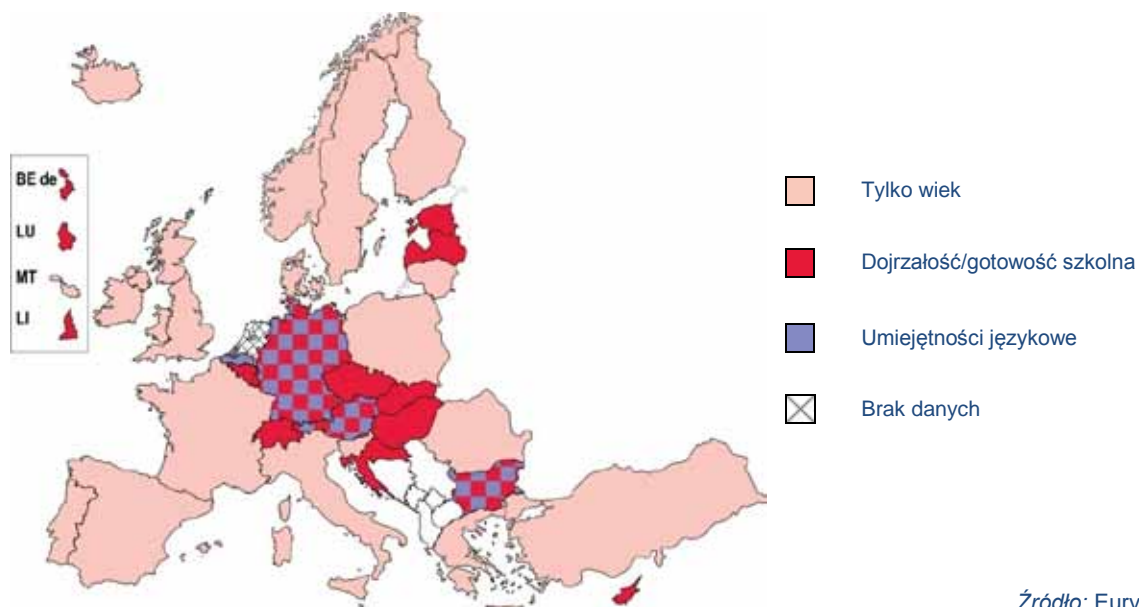 BE de
LU
MT
LI
Tylko wiek
Dojrzałość/gotowość szkolna
Umiejętności językowe
Brak danych
Źródło: Eury